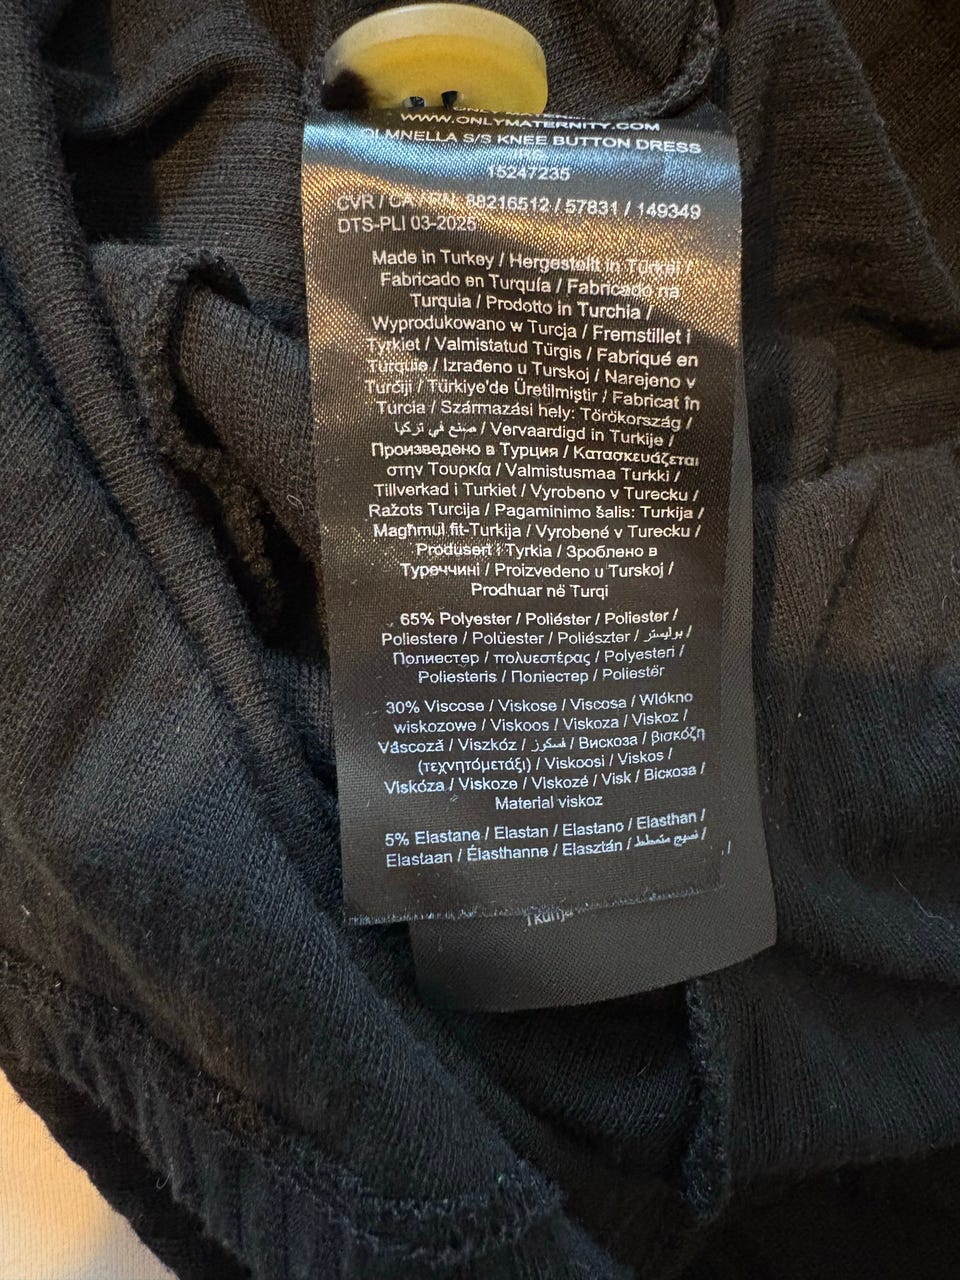 WWW.ONLYMATERNITY.COM
OLMNELLA S/S KNEE BUTTON DRESS
15247235
CVR / CA / RN: 88216512 / 57831 / 149349
DTS-PLI 03-2025
Made in Turkey / Hergestellt in Türkei /
Fabricado en Turquía / Fabricado na
Turquia / Prodotto in Turchia /
Wyprodukowano w Turcja / Fremstillet i
Tyrkiet / Valmistatud Türgis / Fabriqué en
Turquie / Izrađeno u Turskoj / Narejeno v
Turčiji / Türkiye'de Üretilmiştir / Fabricat în
Turcia / Származási hely: Törökország /
صنع في تركيا / Vervaardigd in Turkije /
Произведено в Турция / Κατασκευάζεται
στην Τουρκία / Valmistusmaa Turkki /
Tillverkad i Turkiet / Vyrobeno v Turecku /
Ražots Turcija / Pagaminimo šalis: Turkija /
Magħmul fit-Turkija / Vyrobené v Turecku /
Produsert i Tyrkia / Зроблено в
Туреччині / Proizvedeno u Turskoj /
Prodhuar në Turqi
65% Polyester / Poliéster / Poliester /
Poliestere / Polüester / Poliészter / بوليستر /
Полиестер / πολυεστέρας / Polyesteri /
Poliesteris / Полиестер / Poliestër
30% Viscose / Viskose / Viscosa / Włókno
wiskozowe / Viskoos / Viskoza / Viskoz /
Vâscoză / Viszkóz / فسكوز / Вискоза / βισκόζη
(τεχνητόμετάξι) / Viskoosi / Viskos /
Viskóza / Viskoze / Viskozé / Visk / Віскоза /
Material viskoz
5% Elastane / Elastan / Elastano / Elasthan /
Elastaan / Élasthanne / Elasztán / نسيج متمطط /